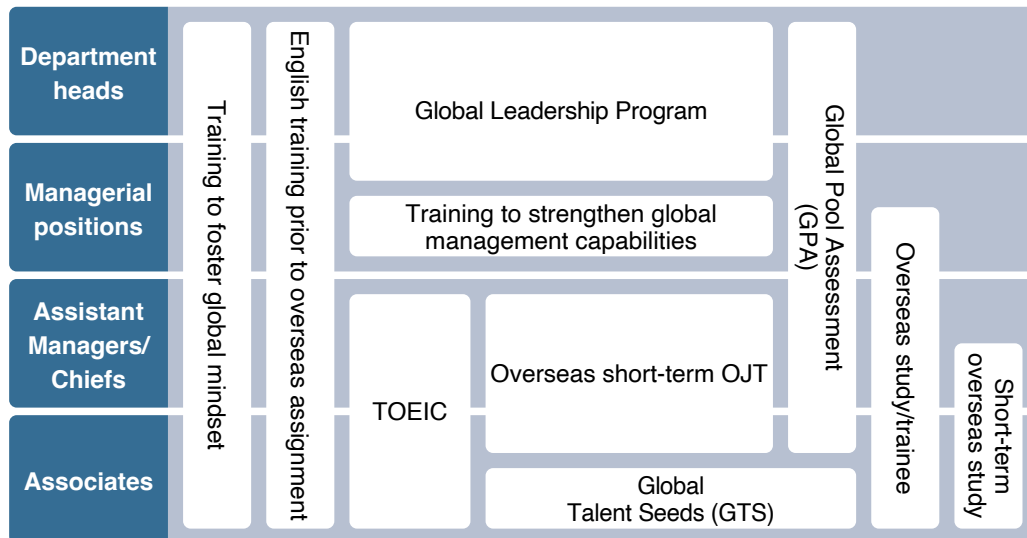 Department
heads
Managerial
positions
Assistant
Managers/
Chiefs
Associates
Training to foster global mindset
English training prior to overseas assignment
Global Leadership Program
Training to strengthen global
management capabilities
TOEIC
Overseas short-term OJT
Global
Talent Seeds (GTS)
Global Pool Assessment
(GPA)
Overseas study/trainee
Short-term
overseas study